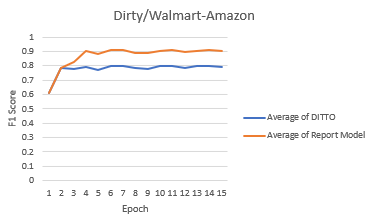 Dirty/Walmart-Amazon
1
0.9
0.8
0.7
0.6
0.5
0.4
0.3
0.2
0.1
0
F1 Score
1 2 3 4 5 6 7 8 9 10 11 12 13 14 15
Epoch
Average of DITTO
Average of Report Model